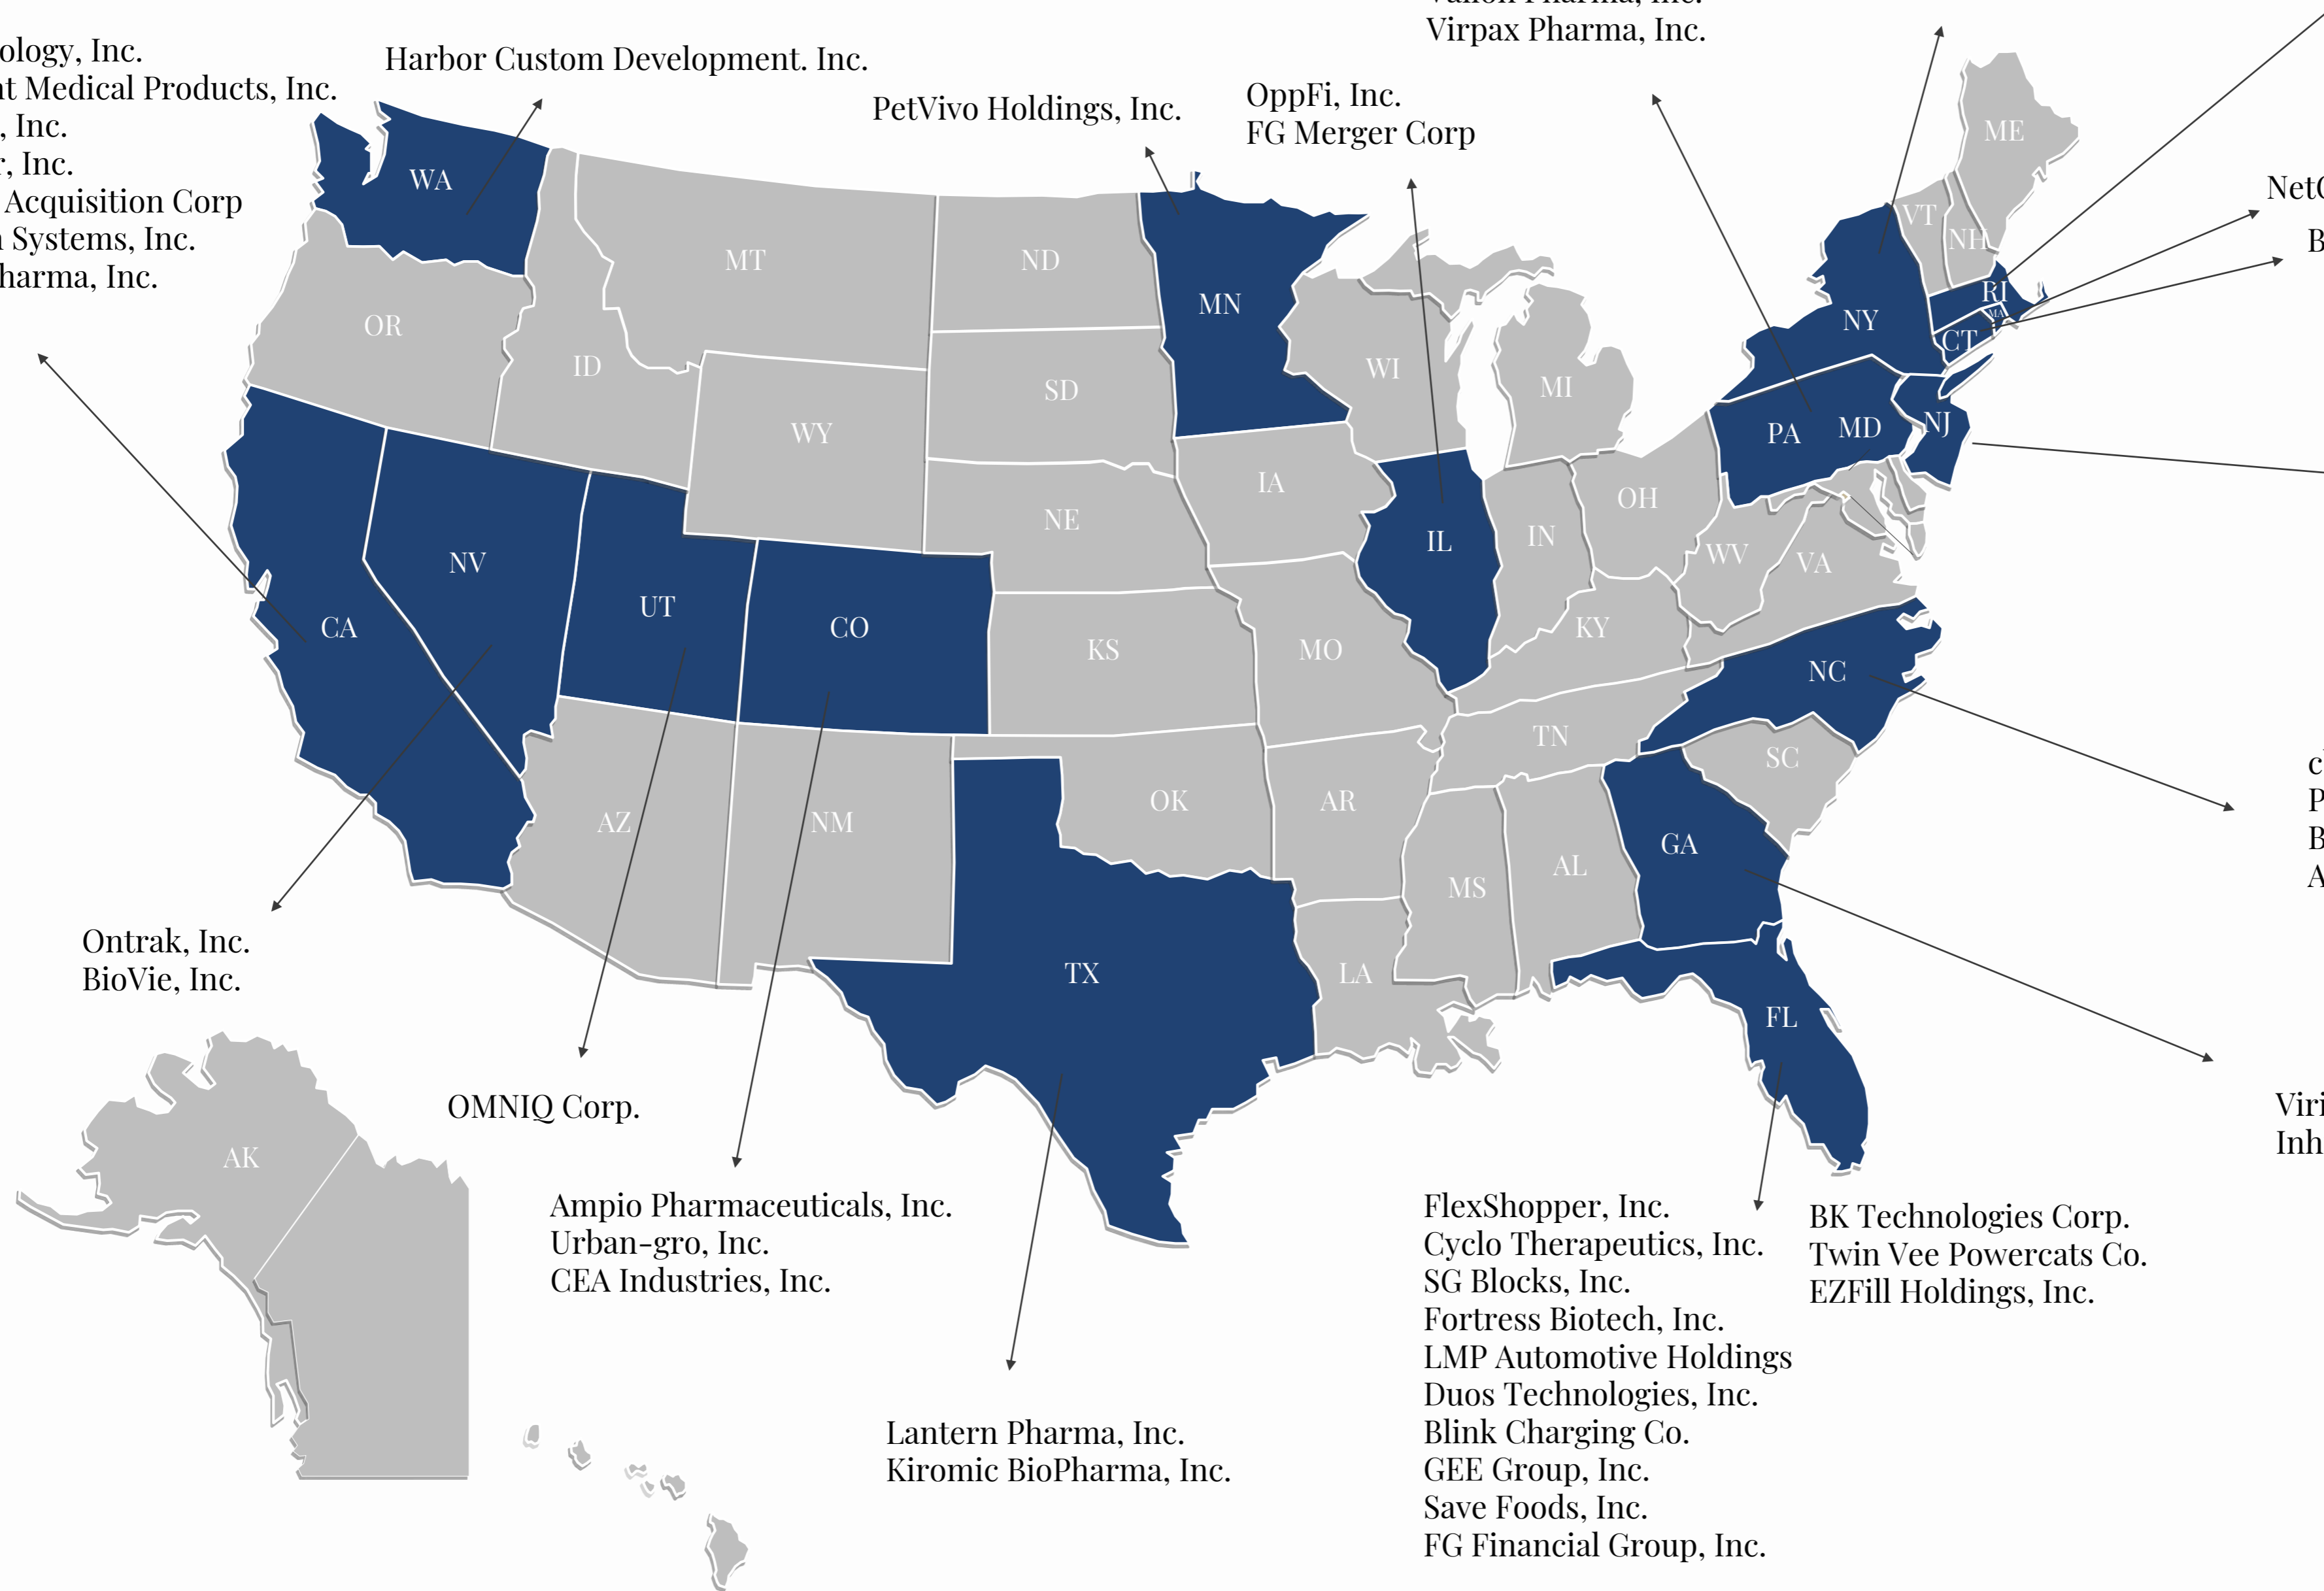 Virpax Pharma, Inc.
ology, Inc.
Medical Products, Inc.
, Inc.
, Inc.
Acquisition Corp
Systems, Inc.
harma, Inc.
Harbor Custom Development. Inc.
PetVivo Holdings, Inc.
OppFi, Inc.
FG Merger Corp
WA
OR
CA
NV
ID
MT
WY
UT
CO
AZ
NM
ND
SD
NE
KS
OK
TX
MN
IA
MO
AR
LA
WI
IL
MI
IN
OH
KY
TN
MS
AL
GA
FL
SC
NC
VA
WV
PA
MD
NJ
NY
CT
RI
MA
VT
NH
ME
AK
Ontrak, Inc.
BioVie, Inc.
OMNIQ Corp.
Ampio Pharmaceuticals, Inc.
Urban-gro, Inc.
CEA Industries, Inc.
Lantern Pharma, Inc.
Kiromic BioPharma, Inc.
FlexShopper, Inc.
Cyclo Therapeutics, Inc.
SG Blocks, Inc.
Fortress Biotech, Inc.
LMP Automotive Holdings
Duos Technologies, Inc.
Blink Charging Co.
GEE Group, Inc.
Save Foods, Inc.
FG Financial Group, Inc.
BK Technologies Corp.
Twin Vee Powercats Co.
EZFill Holdings, Inc.
Viri
Inh